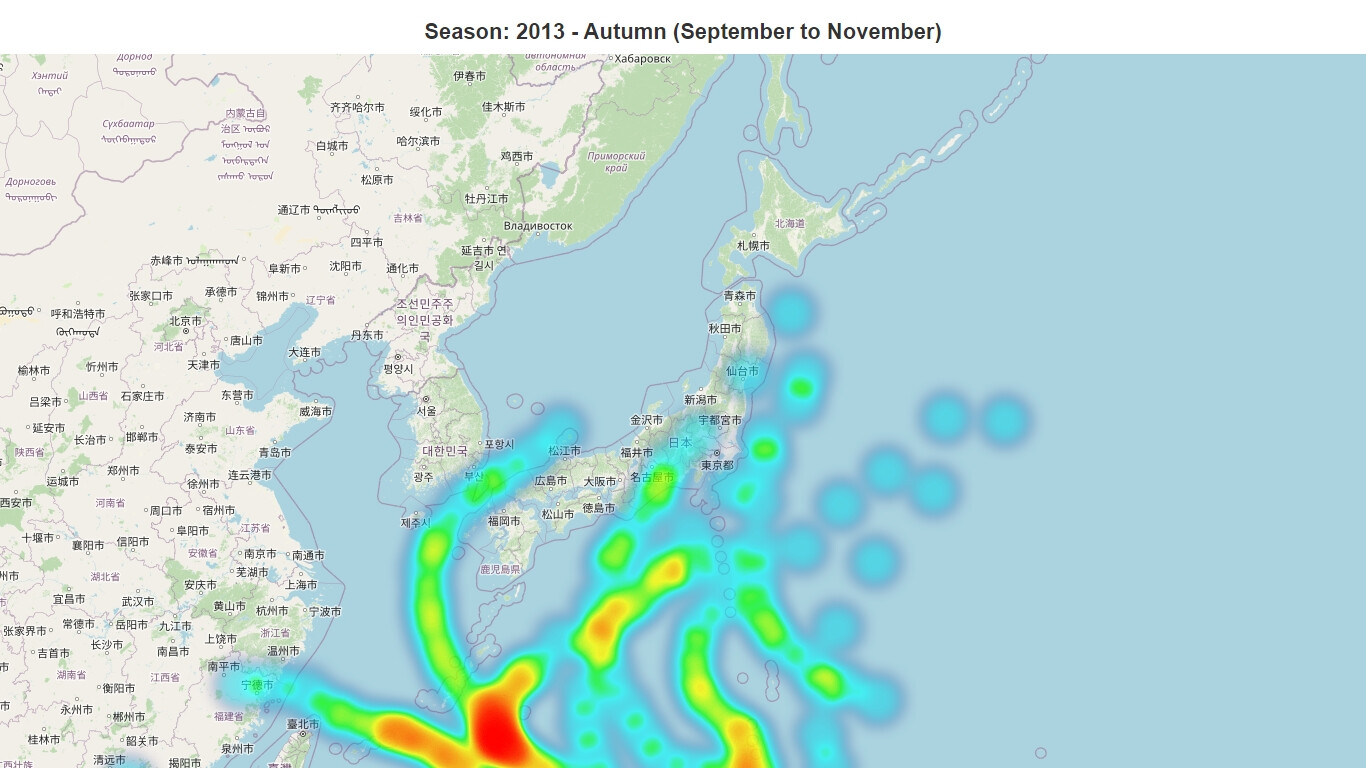 Season: 2013 - Autumn (September to November)
Дорнод
автономная
область
Хабаровск
Хэнтий
伊春市
齐齐哈尔市
绥化市
佳木斯市
内蒙古自
治区
Сүхбаатар
白城市
哈尔滨市
鸡西市
Приморский
край
松原市
Дорноговь
牡丹江市
通辽市
吉林省
Владивосток
北海道
四平市
延吉市 연
길시
札幌市
赤峰市
阜新市
沈阳市
通化市
张家口市
承德市
锦州市
辽宁省
조선민주주
의인민공화
국
青森市
呼和浩特市
北京市
丹东市
秋田市
河北省
唐山市
大连市
天津市
평양시
仙台市
榆林市
忻州市
山西省
石家庄市
东营市
吕梁市
威海市
서울
新潟市
济南市
金沢市
宇都宮市
延安市
长治市
邯郸市
山东省
포항시
日本
陕西省
泰安市
青岛市
대한민국
松江市
福井市
东京都
运城市
郑州市
连云港市
광주
부산
広島市
大阪市
名古屋市
徐州市
西安市
河南省
周口市
宿州市
제주시
福岡市
松山市
徳島市
十堰市
襄阳市
信阳市
阜阳市
江苏省
安徽省
南京市
南通市
鹿児島県
州市
湖北省
安庆市
芜湖市
上海市
宜昌市
武汉市
黄山市
杭州市
宁波市
张家界市
常德市
岳阳市
九江市
浙江省
吉首市
长沙市
南昌市
上饶市
温州市
湖南省
江西省
南平市
衡阳市
宁德市
永州市
郴州市
福建省
臺北市
桂林市
韶关市
泉州市
清远市
揭阳市
江西壮族
臺灣